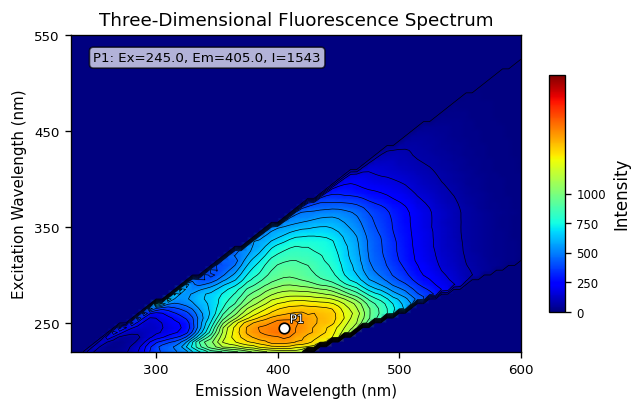 Three-Dimensional Fluorescence Spectrum
P1: Ex=245.0, Em=405.0, I=1543
P1
Excitation Wavelength (nm)
550
450
350
250
300
400
500
600
Emission Wavelength (nm)
1000
750
500
250
0
Intensity